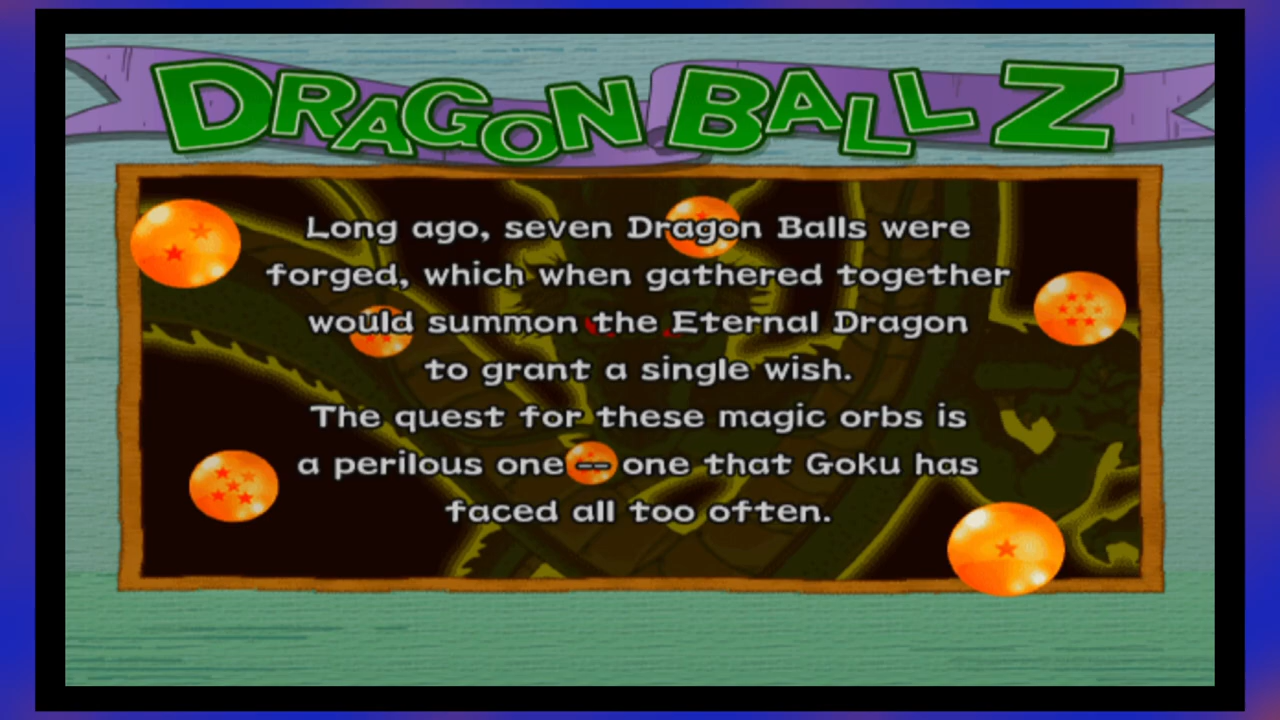 DRAGON BALL Z
Long ago, seven Dragon Balls were
forged, which when gathered together
would summon the Eternal Dragon
to grant a single wish.
The quest for these magic orbs is
a perilous one -- one that Goku has
faced all too often.